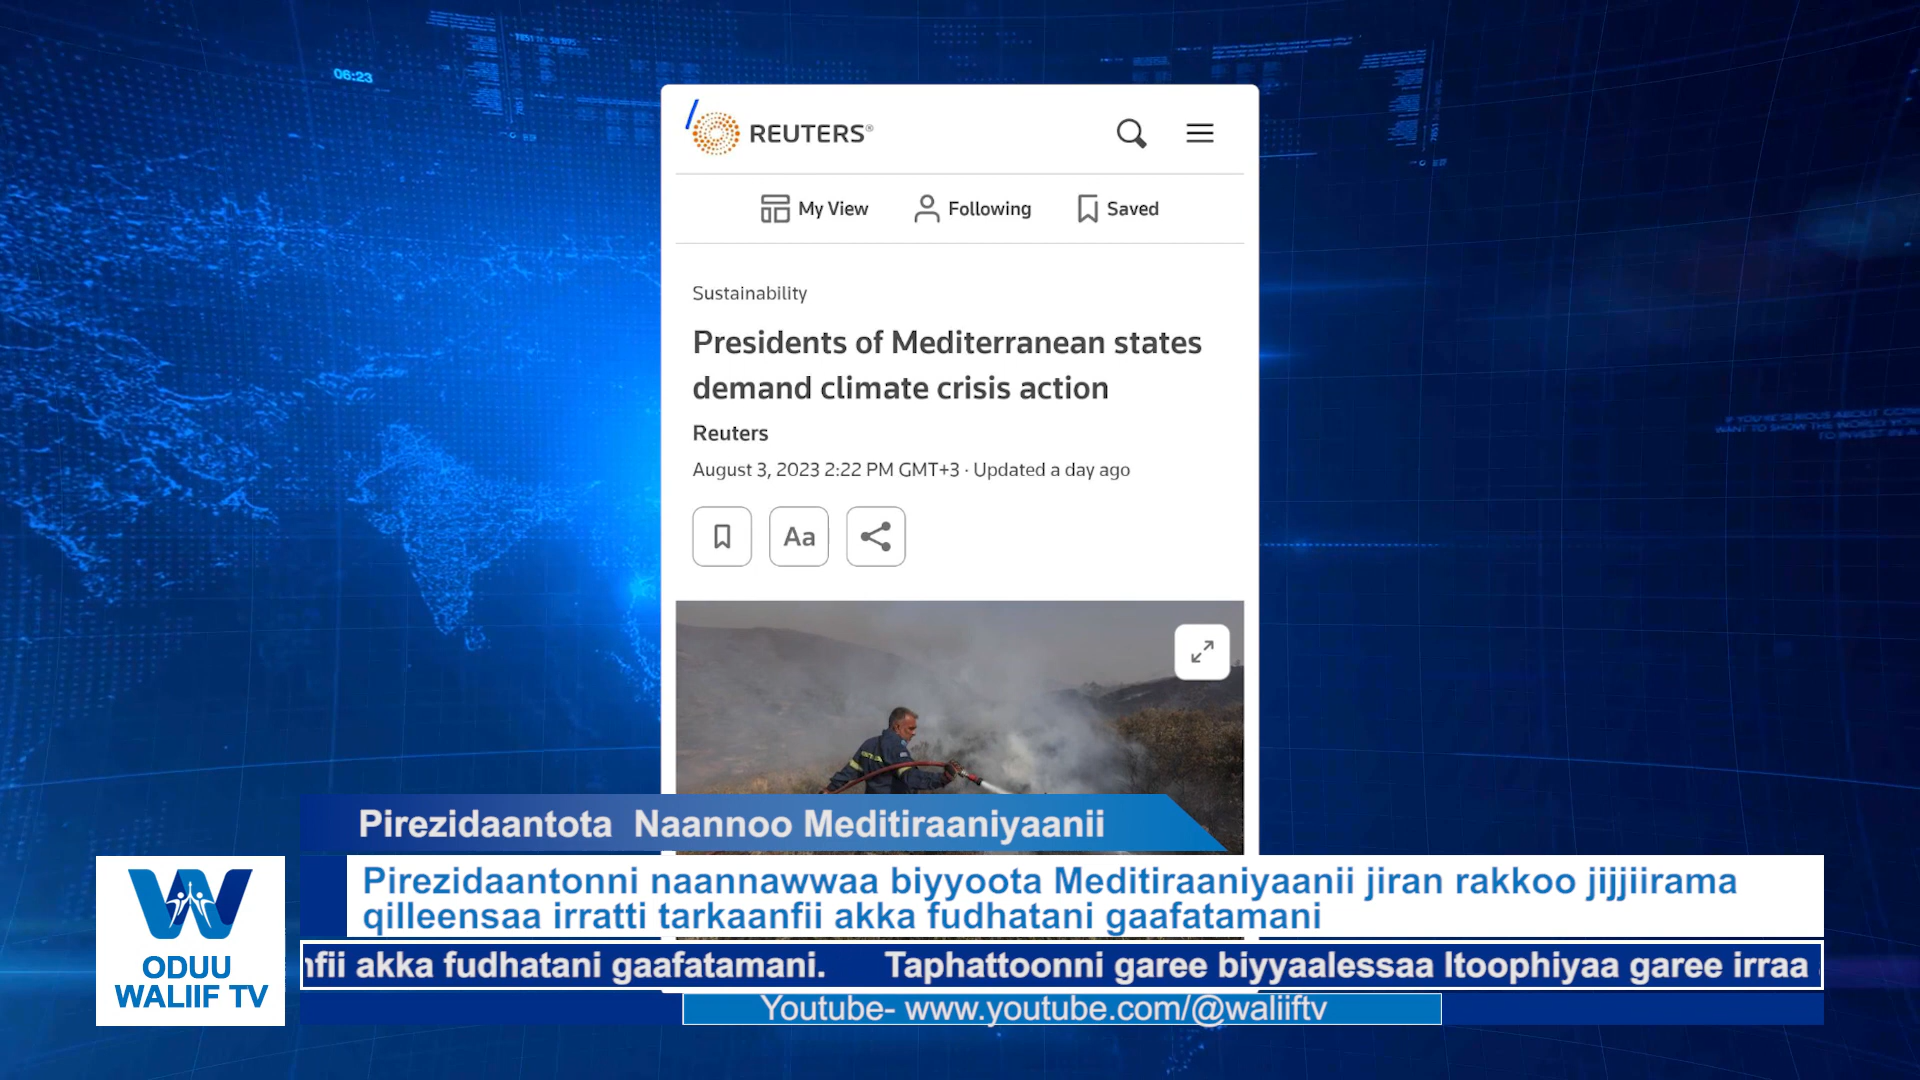 06:23
REUTERS®
My View
Following
Saved
Sustainability
Presidents of Mediterranean states
demand climate crisis action
Reuters
August 3, 2023 2:22 PM GMT+3 · Updated a day ago
Aa
Pirezidaantota Naannoo Meditiraaniyaanii
Pirezidaantonni naannawwaa biyyoota Meditiraaniyaanii jiran rakkoo jijjiirama
qilleensaa irratti tarkaanfii akka fudhatani gaafatamani
akka fudhatani gaafatamani. Taphattoonni garee biyyaalessaa Itoophiyaa garee irraa
Youtube- www.youtube.com/@waliiftv
W
ODUU
WALIIF TV